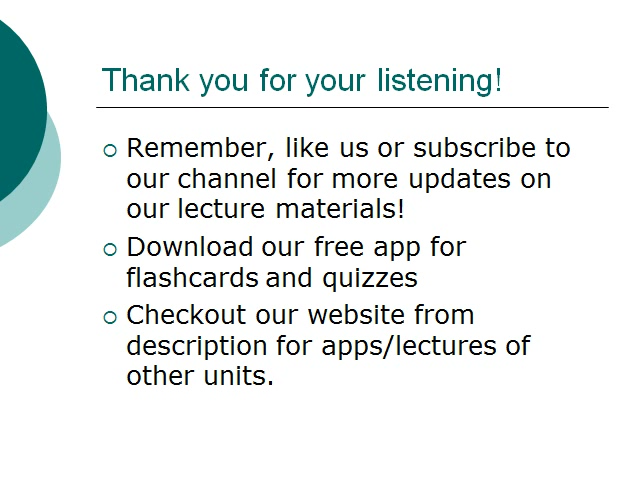 Thank you for your listening!
Remember, like us or subscribe to
our channel for more updates on
our lecture materials!
Download our free app for
flashcards and quizzes
Checkout our website from
description for apps/lectures of
other units.